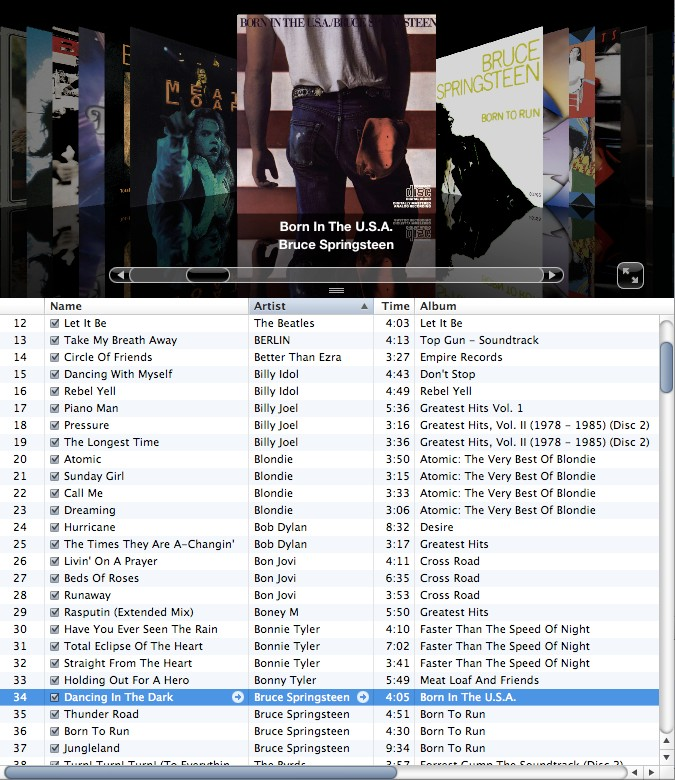 BORN IN THE U.S.A./BRUCE SPRINGSTEEN
MEAT
LOAF
BRUCE
SPRINGSTEEN
BORN TO RUN
disc
DIGITAL AUDIO
Born In The U.S.A.
Bruce Springsteen
Name Artist Time Album
12 Let It Be The Beatles 4:03 Let It Be
13 Take My Breath Away BERLIN 4:13 Top Gun - Soundtrack
14 Circle Of Friends Better Than Ezra 3:27 Empire Records
15 Dancing With Myself Billy Idol 4:43 Don't Stop
16 Rebel Yell Billy Idol 4:49 Rebel Yell
17 Piano Man Billy Joel 5:36 Greatest Hits Vol. 1
18 Pressure Billy Joel 3:16 Greatest Hits, Vol. II (1978 - 1985) (Disc 2)
19 The Longest Time Billy Joel 3:36 Greatest Hits, Vol. II (1978 - 1985) (Disc 2)
20 Atomic Blondie 3:50 Atomic: The Very Best Of Blondie
21 Sunday Girl Blondie 3:15 Atomic: The Very Best Of Blondie
22 Call Me Blondie 3:33 Atomic: The Very Best Of Blondie
23 Dreaming Blondie 3:06 Atomic: The Very Best Of Blondie
24 Hurricane Bob Dylan 8:32 Desire
25 The Times They Are A-Changin' Bob Dylan 3:17 Greatest Hits
26 Livin' On A Prayer Bon Jovi 4:11 Cross Road
27 Beds Of Roses Bon Jovi 6:35 Cross Road
28 Runaway Bon Jovi 3:53 Cross Road
29 Rasputin (Extended Mix) Boney M 5:50 Greatest Hits
30 Have You Ever Seen The Rain Bonnie Tyler 4:10 Faster Than The Speed Of Night
31 Total Eclipse Of The Heart Bonnie Tyler 7:02 Faster Than The Speed Of Night
32 Straight From The Heart Bonnie Tyler 3:41 Faster Than The Speed Of Night
33 Holding Out For A Hero Bonny Tyler 5:49 Meat Loaf And Friends
34 Dancing In The Dark Bruce Springsteen 4:05 Born In The U.S.A.
35 Thunder Road Bruce Springsteen 4:51 Born To Run
36 Born To Run Bruce Springsteen 4:30 Born To Run
37 Jungleland Bruce Springsteen 9:34 Born To Run
38 Turn! Turn! Turn! (To Everythin The Byrds 3:57 Forrest Gump The Soundtrack (Disc 2)